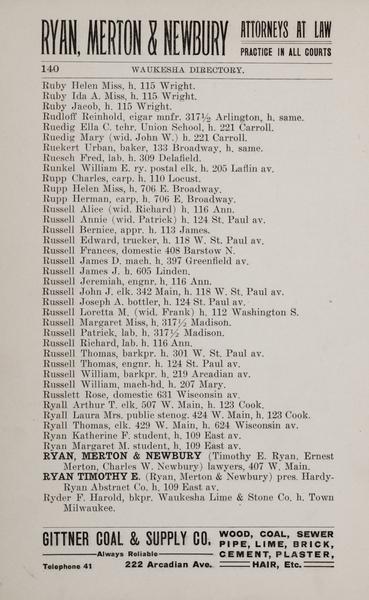 RYAN, MERTON & NEWBURY
ATTORNEYS AT LAW
PRACTICE IN ALL COURTS
140 WAUKESHA DIRECTORY.
Ruby Helen Miss, h. 115 Wright.
Ruby Ida A. Miss, h. 115 Wright.
Ruby Jacob, h. 115 Wright.
Rudloff Reinhold, cigar mnfr. 317½ Arlington, h. same.
Ruedig Ella C. tchr. Union School, h. 221 Carroll.
Ruedig Mary (wid. John W.) h. 221 Carroll.
Ruekert Urban, baker, 133 Broadway, h. same.
Ruesch Fred, lab. h. 309 Delafield.
Runkel William E. ry. postal clk. h. 205 Laflin av.
Rupp Charles, carp. h. 110 Locust.
Rupp Helen Miss, h. 706 E. Broadway.
Rupp Herman, carp, h. 706 E. Broadway.
Russell Alice (wid. Richard) h. 116 Ann.
Russell Annie (wid. Patrick) h. 124 St. Paul av.
Russell Bernice, appr. h. 113 James.
Russell Edward, trucker, h. 118 W. St. Paul av.
Russell Frances, domestic 408 Barstow N.
Russell James D. mach. h. 397 Greenfield av.
Russell James J. h. 605 Linden.
Russell Jeremiah, engnr. h. 116 Ann.
Russell John J. clk. 342 Main, h. 118 W. St. Paul av.
Russell Joseph A. bottler, h. 124 St. Paul av.
Russell Loretta M. (wid. Frank) h. 112 Washington S.
Russell Margaret Miss, h. 317½ Madison.
Russell Patrick, lab. h. 317½ Madison.
Russell Richard, lab. h. 116 Ann.
Russell Thomas, barkpr. h. 301 W. St. Paul av.
Russell Thomas, engnr. h. 124 St. Paul av.
Russell William, barkpr. h. 219 Arcadian av.
Russell William, mach-hd. h. 207 Mary.
Russlett Rose, domestic 631 Wisconsin av.
Ryall Arthur T. clk. 507 W. Main, h. 123 Cook.
Ryall Laura Mrs. public stenog. 424 W. Main, h. 123 Cook.
Ryall Thomas, clk. 429 W. Main, h. 624 Wisconsin av.
Ryan Katherine F. student, h. 109 East av.
Ryan Margaret M. student, h. 109 East av.
RYAN, MERTON & NEWBURY (Timothy E. Ryan, Ernest
Merton, Charles W. Newbury) lawyers, 407 W. Main.
RYAN TIMOTHY E. (Ryan, Merton & Newbury) pres. Hardy-
Ryan Abstract Co. h. 109 East av.
Ryder F. Harold, bkpr. Waukesha Lime & Stone Co. h. Town
Milwaukee.
GITTNER COAL & SUPPLY CO.
Always Reliable
Telephone 41 222 Arcadian Ave.
WOOD, COAL, SEWER
PIPE, LIME, BRICK,
CEMENT, PLASTER,
HAIR, Etc.